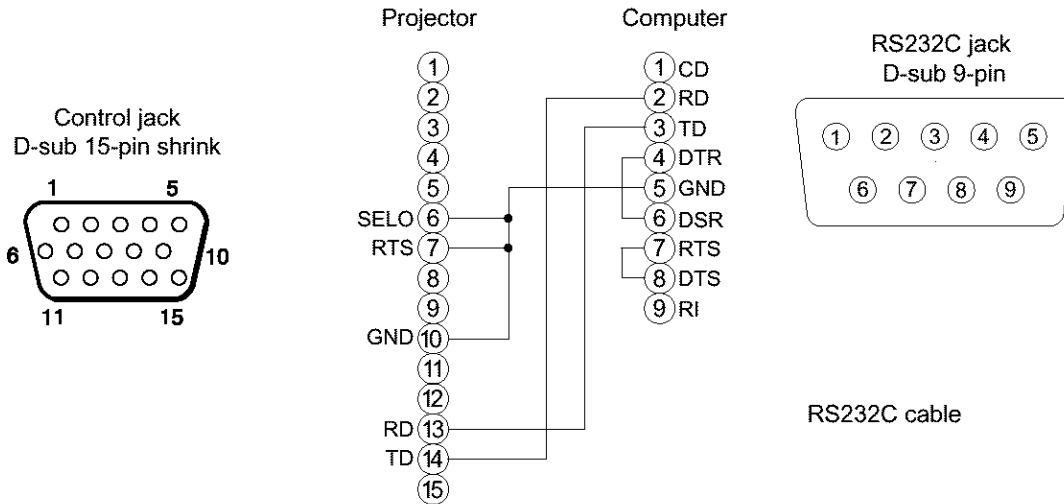 Projector
Computer
RS232C jack
D-sub 9-pin
Control jack
D-sub 15-pin shrink
1 5
6 10
11 15
1
2
3
4
5
SELO 6
RTS 7
8
9
GND 10
11
12
RD 13
TD 14
15
1 CD
2 RD
3 TD
4 DTR
5 GND
6 DSR
7 RTS
8 DTS
9 RI
1 2 3 4 5
6 7 8 9
RS232C cable